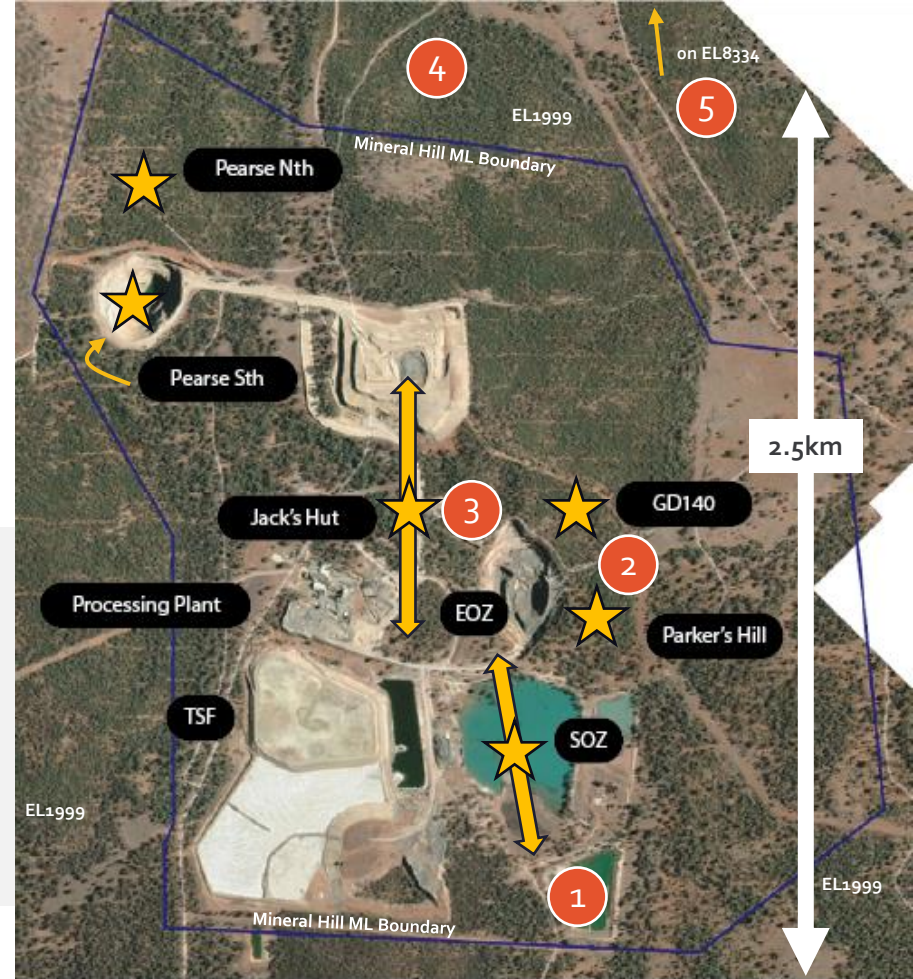 on EL8334
4
5
EL1999
Mineral Hill ML Boundary
Pearse Nth
Pearse Sth
2.5km
Jack's Hut
3
GD140
2
Processing Plant
EOZ
Parker's Hill
TSF
SOZ
EL1999
1
EL1999
Mineral Hill ML Boundary